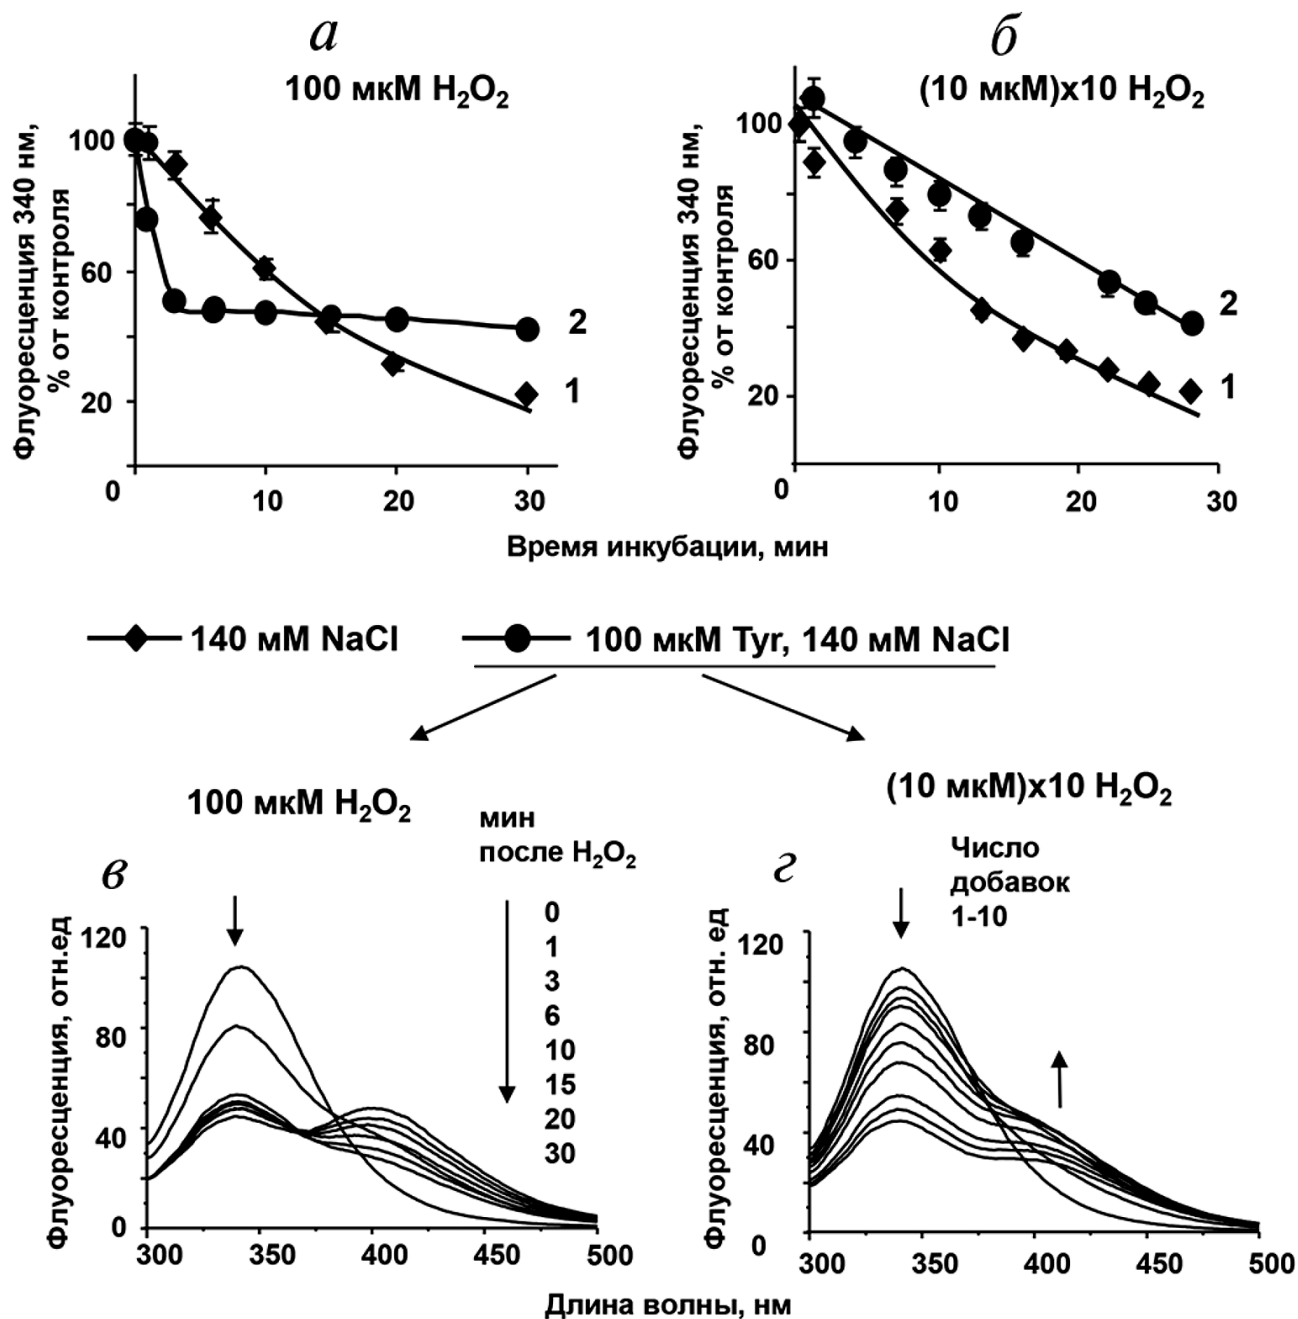 а
б
100 мкМ H₂O₂
(10 мкМ)x10 H₂O₂
Флуоресценция 340 нм,
% от контроля
100
60
20
0
10
20
30
2
1
Флуоресценция 340 нм,
% от контроля
100
60
20
0
10
20
30
2
1
Время инкубации, мин
140 мМ NaCl
100 мкМ Tyr, 140 мМ NaCl
100 мкМ H₂O₂
(10 мкМ)x10 H₂O₂
в
мин
после H₂O₂
0
1
3
6
10
15
20
30
г
Число
добавок
1-10
Флуоресценция, отн.ед
120
80
40
0
300
350
400
450
500
Флуоресценция, отн. ед
120
80
40
0
300
350
400
450
500
Длина волны, нм